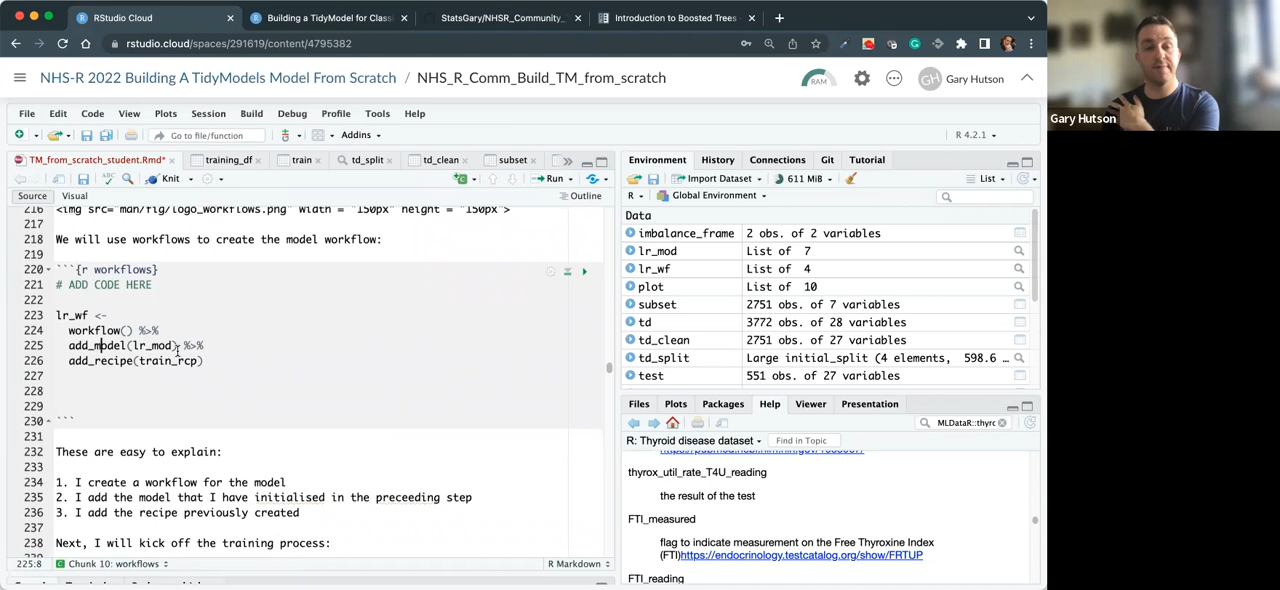 RStudio Cloud
Building a TidyModel for Classi
StatsGary/NHSR_Community_
Introduction to Boosted Trees -
rstudio.cloud/spaces/291619/content/4795382
NHS-R 2022 Building A TidyModels Model From Scratch / NHS_R_Comm_Build_TM_from_scratch
RAM
GH Gary Hutson
Gary Hutson
File Edit Code View Plots Session Build Debug Profile Tools Help
Go to file/function
Addins
R 4.2.1
TM_from_scratch_student.Rmd*
training_df
train
td_split
td_clean
subset
Knit
Run
Source Visual
Outline
216 <img src="man/fig/logo_workflows.png" width = "150px" height = "150px">
217
218 We will use workflows to create the model workflow:
219
220 ```{r workflows}
221 # ADD CODE HERE
222
223 lr_wf <-
224 workflow() %>%
225 add_model(lr_mod) %>%
226 add_recipe(train_rcp)
227
228
229
230 ```
231
232 These are easy to explain:
233
234 1. I create a workflow for the model
235 2. I add the model that I have initialised in the preceeding step
236 3. I add the recipe previously created
237
238 Next, I will kick off the training process:
225:8 Chunk 10: workflows R Markdown
Environment History Connections Git Tutorial
Import Dataset 611 MiB List
R Global Environment
Data
imbalance_frame 2 obs. of 2 variables
lr_mod List of 7
lr_wf List of 4
plot List of 10
subset 2751 obs. of 7 variables
td 3772 obs. of 28 variables
td_clean 2751 obs. of 27 variables
td_split Large initial_split (4 elements, 598.6 ...
test 551 obs. of 27 variables
Files Plots Packages Help Viewer Presentation
MLDataR::thyrc
R: Thyroid disease dataset Find in Topic
thyrox_util_rate_T4U_reading
the result of the test
FTI_measured
flag to indicate measurement on the Free Thyroxine Index
(FTI)https://endocrinology.testcatalog.org/show/FRTUP
FTI_reading